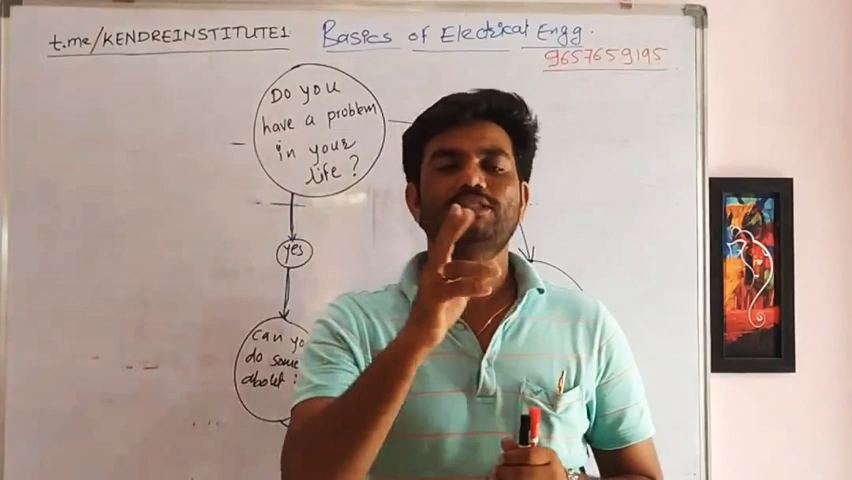 t.me/KENDREINSTITUTE1
Basics of Electrical Engg.
9657659195
Do you
have a problem
in your
life ?
yes
can yo
do some
about